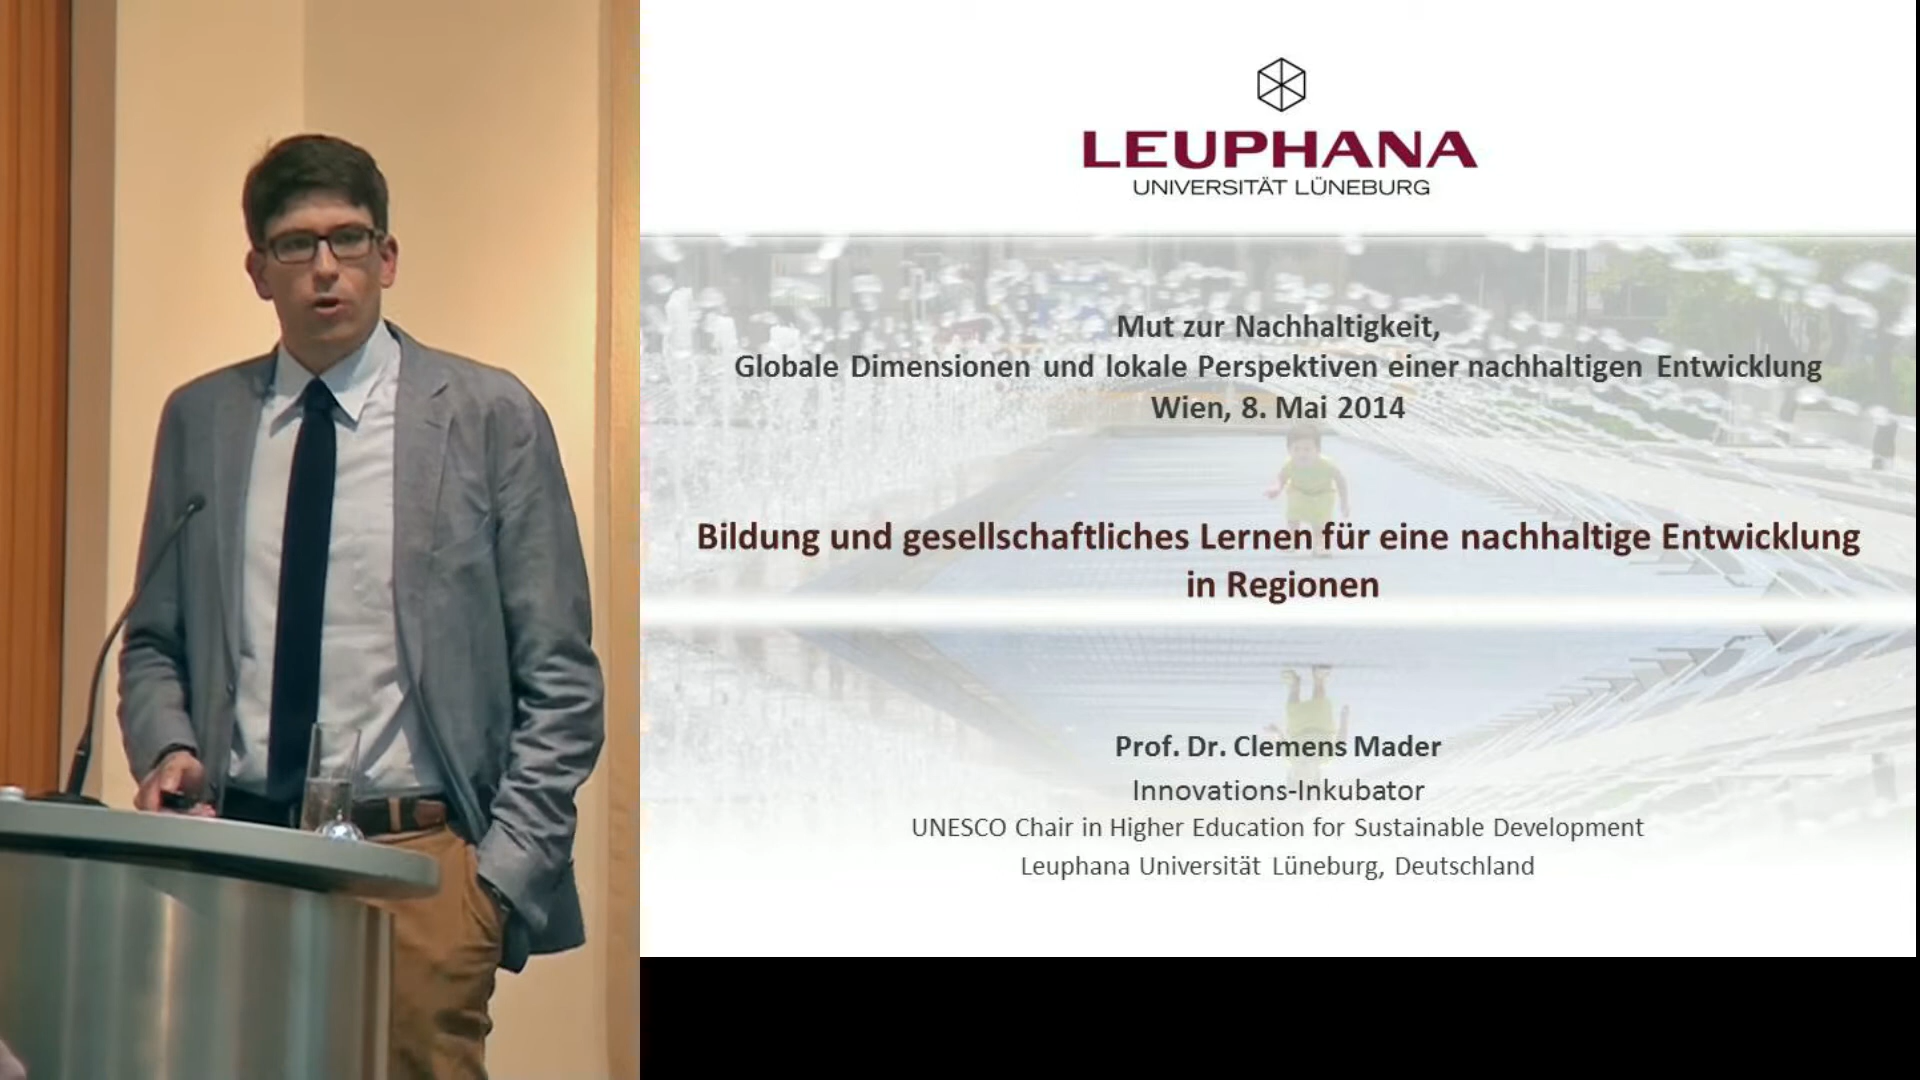 LEUPHANA
UNIVERSITÄT LÜNEBURG
Mut zur Nachhaltigkeit,
Globale Dimensionen und lokale Perspektiven einer nachhaltigen Entwicklung
Wien, 8. Mai 2014
Bildung und gesellschaftliches Lernen für eine nachhaltige Entwicklung
in Regionen
Prof. Dr. Clemens Mader
Innovations-Inkubator
UNESCO Chair in Higher Education for Sustainable Development
Leuphana Universität Lüneburg, Deutschland